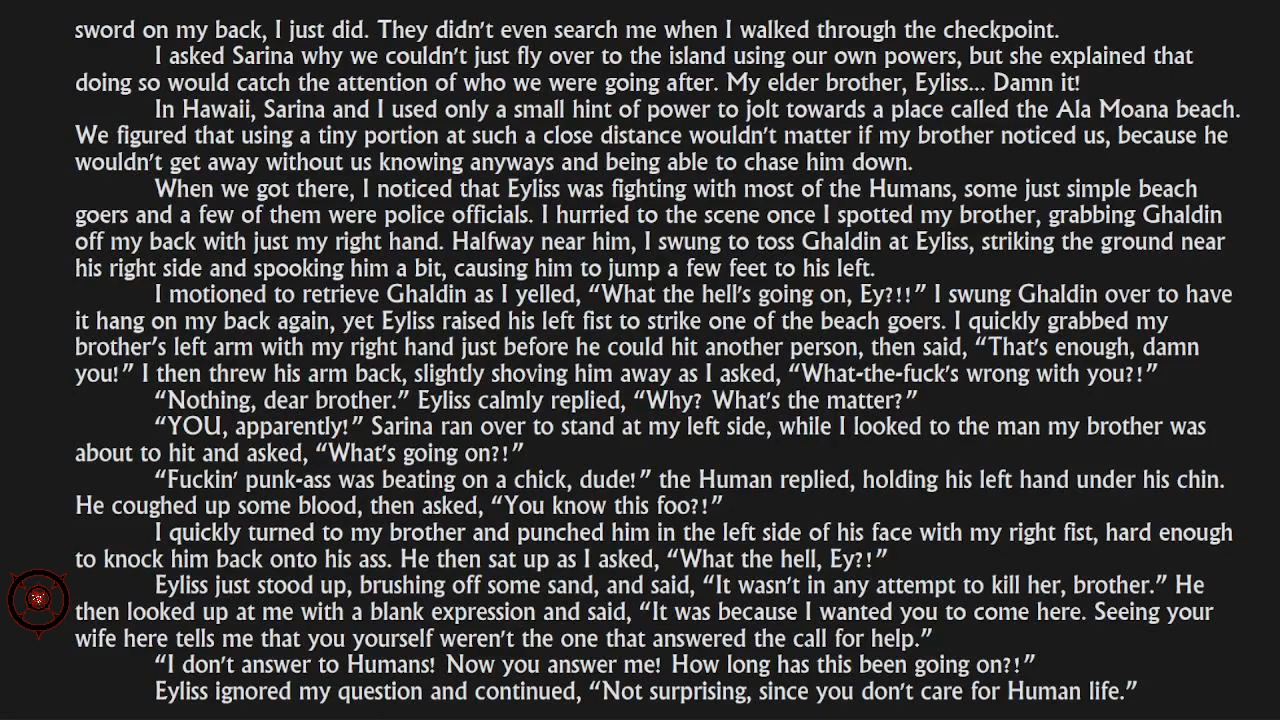 sword on my back, I just did. They didn't even search me when I walked through the checkpoint.
I asked Sarina why we couldn't just fly over to the island using our own powers, but she explained that
doing so would catch the attention of who we were going after. My elder brother, Eyliss... Damn it!
In Hawaii, Sarina and I used only a small hint of power to jolt towards a place called the Ala Moana beach.
We figured that using a tiny portion at such a close distance wouldn't matter if my brother noticed us, because he
wouldn't get away without us knowing anyways and being able to chase him down.
When we got there, I noticed that Eyliss was fighting with most of the Humans, some just simple beach
goers and a few of them were police officials. I hurried to the scene once I spotted my brother, grabbing Ghaldin
off my back with just my right hand. Halfway near him, I swung to toss Ghaldin at Eyliss, striking the ground near
his right side and spooking him a bit, causing him to jump a few feet to his left.
I motioned to retrieve Ghaldin as I yelled, “What the hell's going on, Ey?!!” I swung Ghaldin over to have
it hang on my back again, yet Eyliss raised his left fist to strike one of the beach goers. I quickly grabbed my
brother's left arm with my right hand just before he could hit another person, then said, “That's enough, damn
you!” I then threw his arm back, slightly shoving him away as I asked, “What-the-fuck's wrong with you?!”
“Nothing, dear brother.” Eyliss calmly replied, “Why? What's the matter?”
“YOU, apparently!” Sarina ran over to stand at my left side, while I looked to the man my brother was
about to hit and asked, “What's going on?!”
“Fuckin' punk-ass was beating on a chick, dude!” the Human replied, holding his left hand under his chin.
He coughed up some blood, then asked, “You know this foo?!”
I quickly turned to my brother and punched him in the left side of his face with my right fist, hard enough
to knock him back onto his ass. He then sat up as I asked, “What the hell, Ey?!”
Eyliss just stood up, brushing off some sand, and said, “It wasn't in any attempt to kill her, brother.” He
then looked up at me with a blank expression and said, “It was because I wanted you to come here. Seeing your
wife here tells me that you yourself weren't the one that answered the call for help.”
“I don't answer to Humans! Now you answer me! How long has this been going on?!”
Eyliss ignored my question and continued, “Not surprising, since you don't care for Human life.”